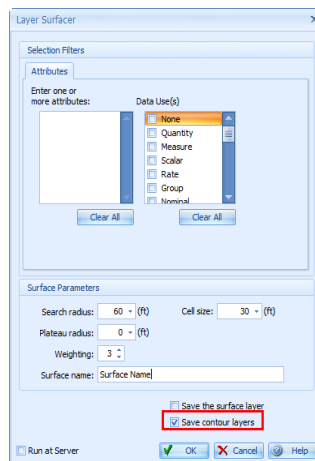 Layer Surfacer
Selection Filters
Attributes
Enter one or
more attributes:
Data Use(s)
None
Quantity
Measure
Scalar
Rate
Group
Nominal
Clear All
Clear All
Surface Parameters
Search radius: 60 (ft) Cell size: 30 (ft)
Plateau radius: 0 (ft)
Weighting: 3
Surface name: Surface Name
Save the surface layer
Save contour layers
Run at Server OK Cancel Help